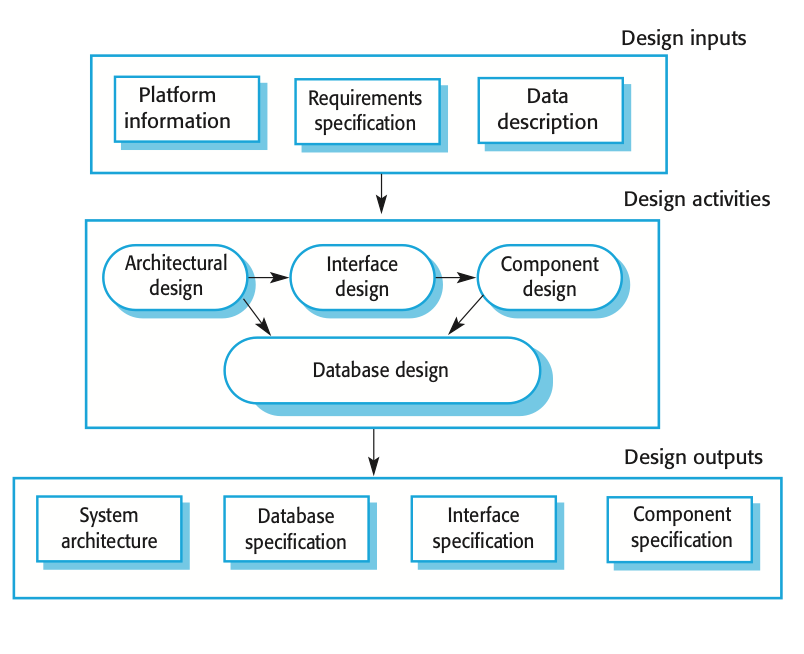 Design inputs
Platform
information
Requirements
specification
Data
description
Design activities
Architectural
design
Interface
design
Component
design
Database design
Design outputs
System
architecture
Database
specification
Interface
specification
Component
specification